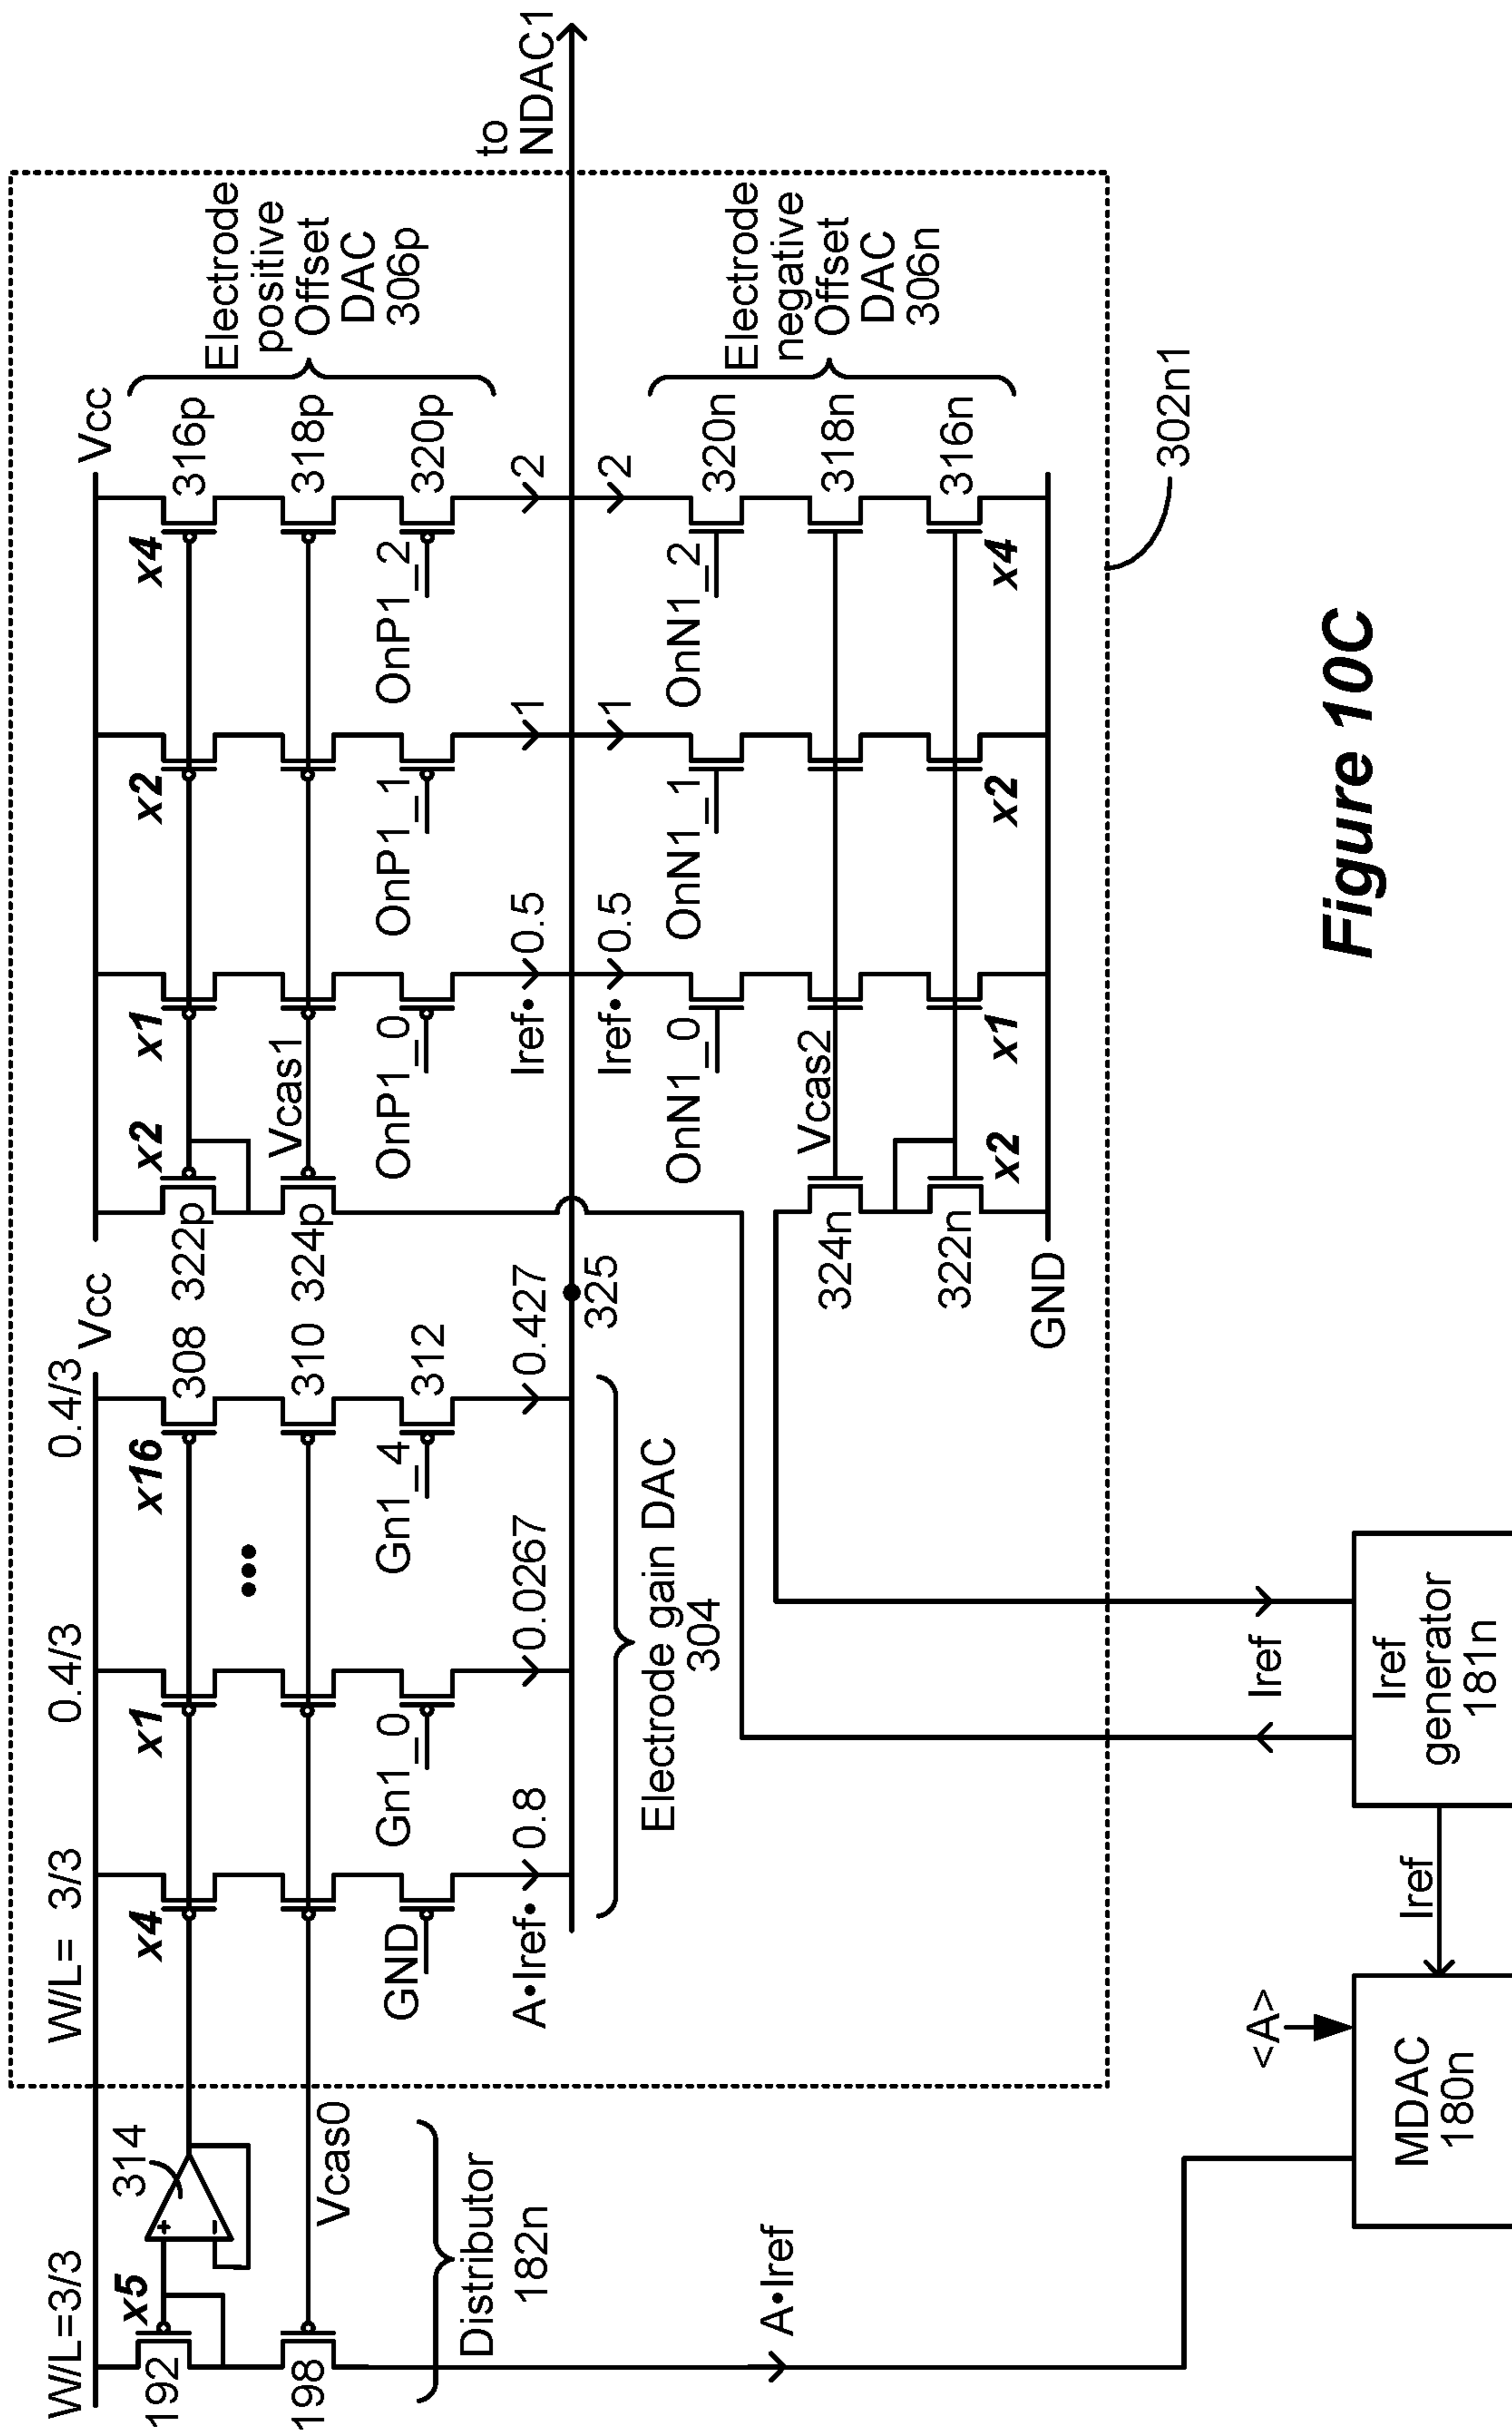 W/L=3/3
W/L= 3/3
0.4/3
0.4/3
Vcc
Vcc
x5
314
x4
x1
x16
x2
x1
x2
x4
+
−
192
308
322p
316p
•••
198
Vcas0
310
324p
Vcas1
318p
GND
Gn1_0
Gn1_4
312
OnP1_0
OnP1_1
OnP1_2
320p
Electrode
positive
Offset
DAC
306p
Distributor
182n
A•Iref•
0.8
0.0267
0.427
Iref•
0.5
1
2
to
NDAC1
325
Iref•
0.5
1
2
Electrode gain DAC
304
OnN1_0
OnN1_1
OnN1_2
320n
324n
Vcas2
318n
322n
316n
x2
x1
x2
x4
GND
Electrode
negative
Offset
DAC
306n
302n1
A•Iref
<A>
Iref
Iref
MDAC
180n
Iref
Iref
generator
181n
Figure 10C